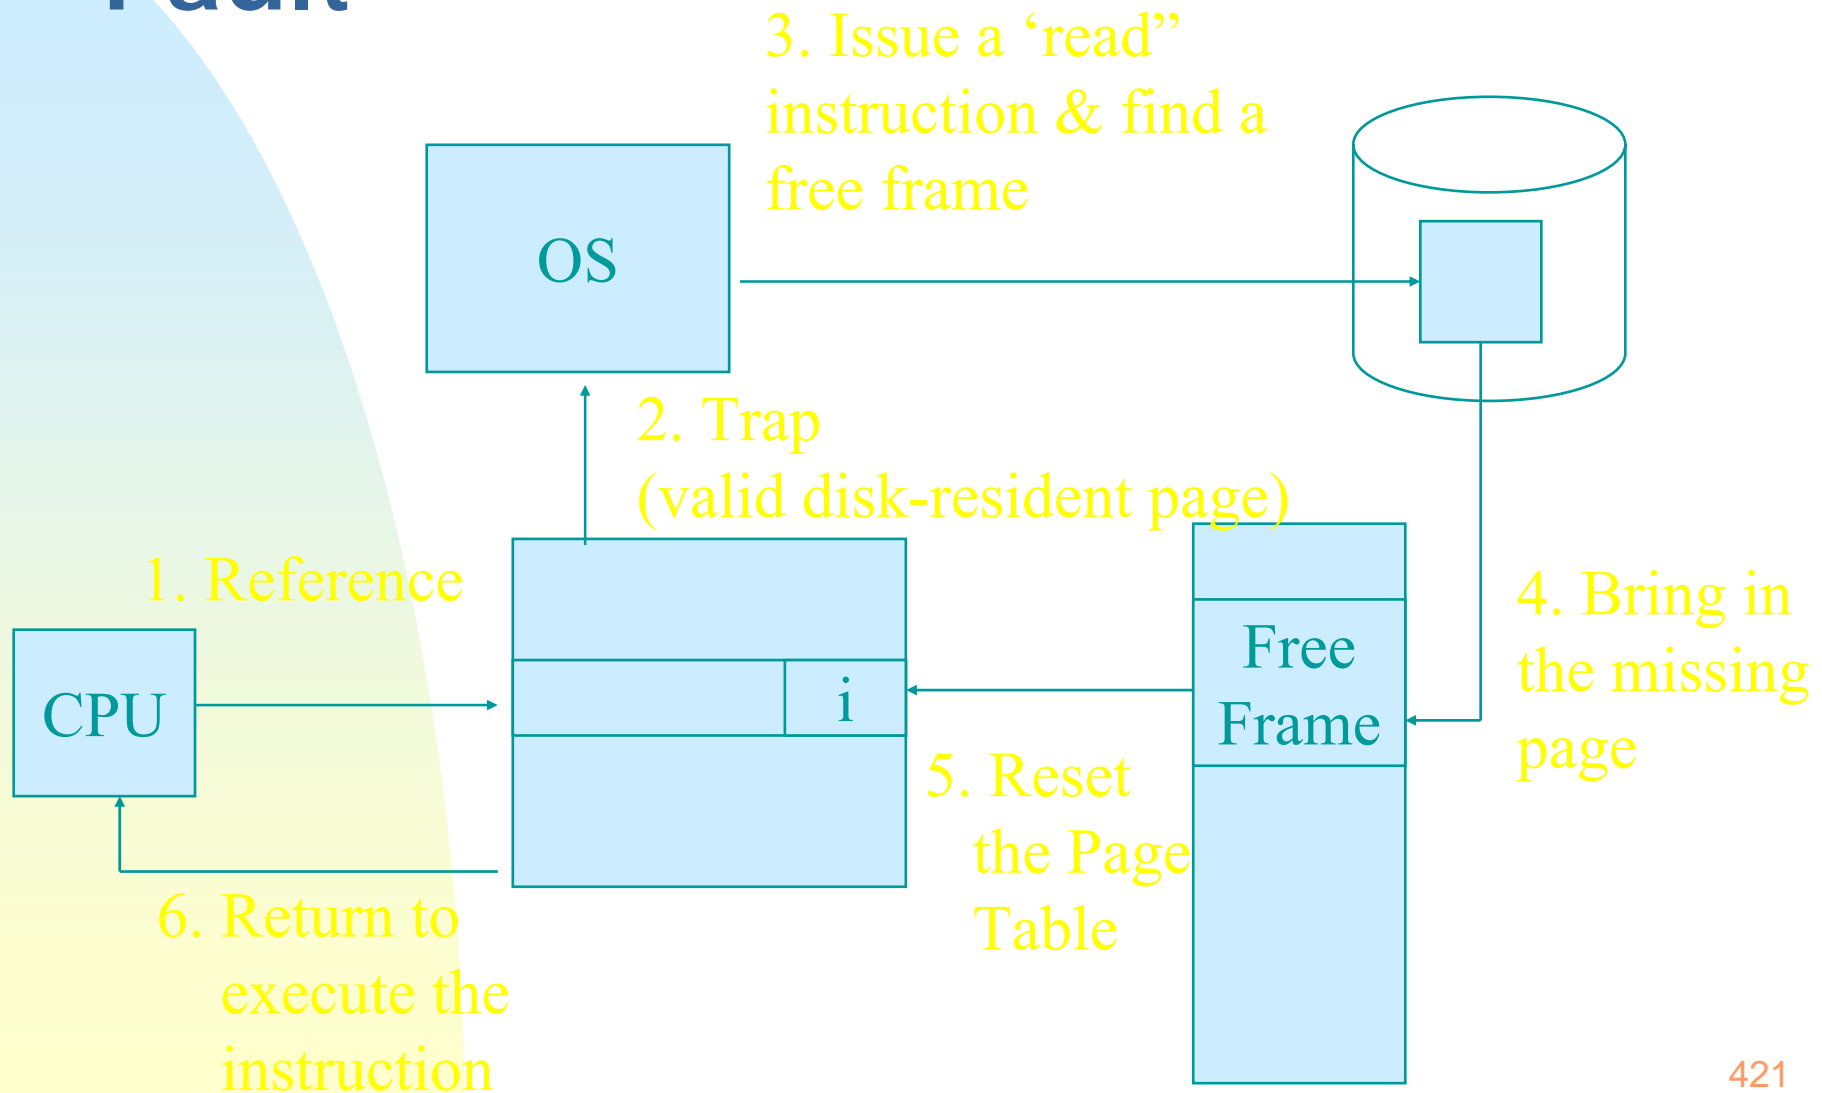 Fault
3. Issue a ‘read”
instruction & find a
free frame
OS
2. Trap
(valid disk-resident page)
1. Reference
CPU
i
Free
Frame
4. Bring in
the missing
page
5. Reset
the Page
Table
6. Return to
execute the
instruction
421